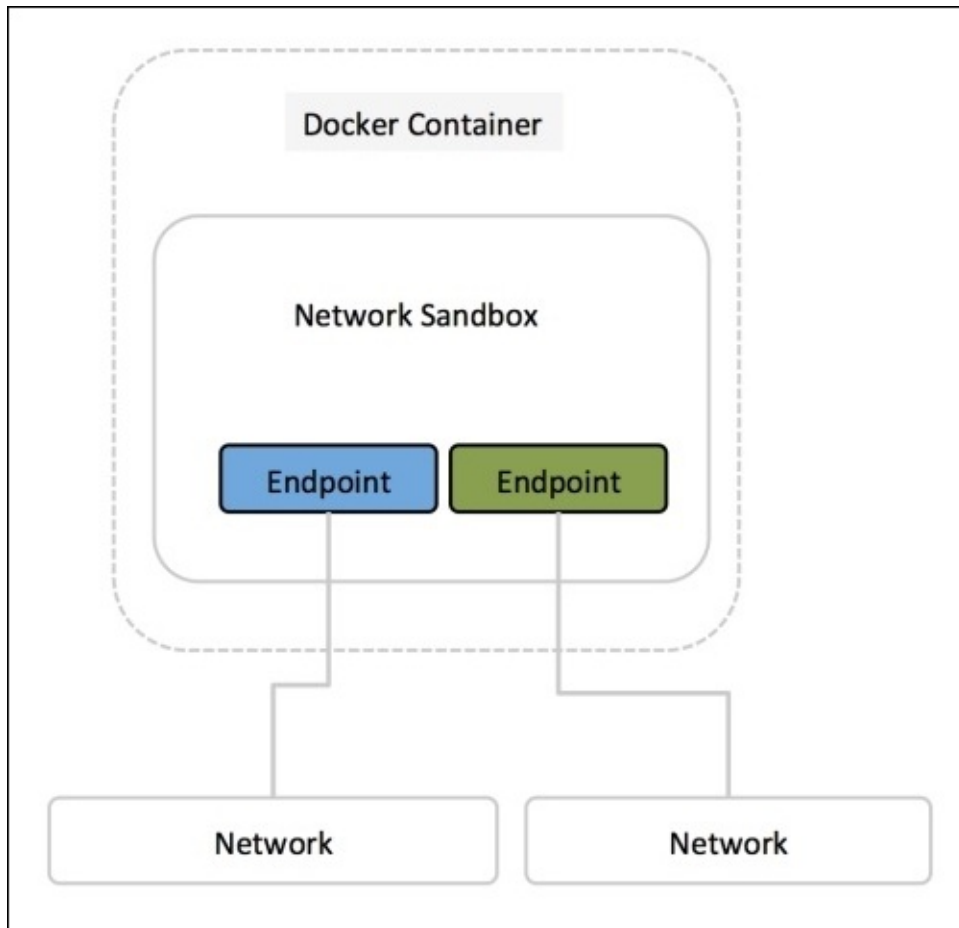 Docker Container
Network Sandbox
Endpoint
Endpoint
Network
Network